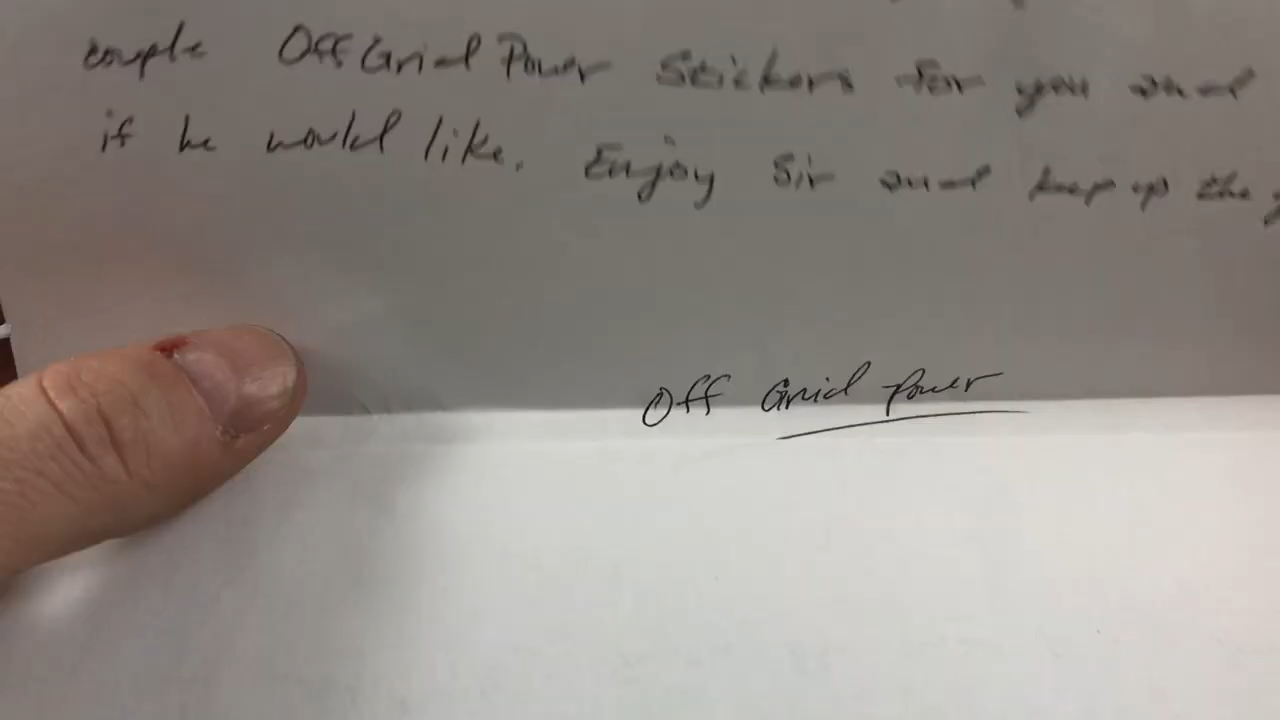 couple Off Grid Power Stickers for you and
if he would like. Enjoy Sir and keep up the
Off Grid Power